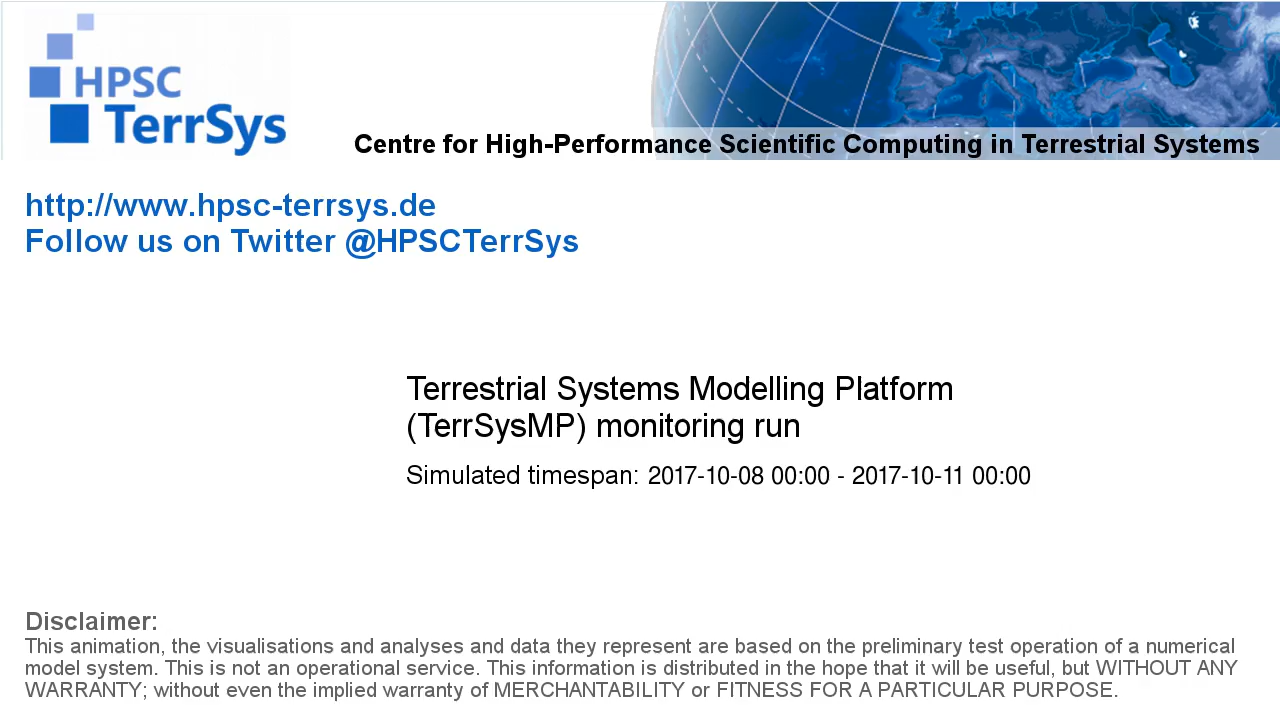 HPSC
TerrSys
Centre for High-Performance Scientific Computing in Terrestrial Systems
http://www.hpsc-terrsys.de
Follow us on Twitter @HPSCTerrSys
Terrestrial Systems Modelling Platform
(TerrSysMP) monitoring run
Simulated timespan: 2017-10-08 00:00 - 2017-10-11 00:00
Disclaimer:
This animation, the visualisations and analyses and data they represent are based on the preliminary test operation of a numerical
model system. This is not an operational service. This information is distributed in the hope that it will be useful, but WITHOUT ANY
WARRANTY; without even the implied warranty of MERCHANTABILITY or FITNESS FOR A PARTICULAR PURPOSE.